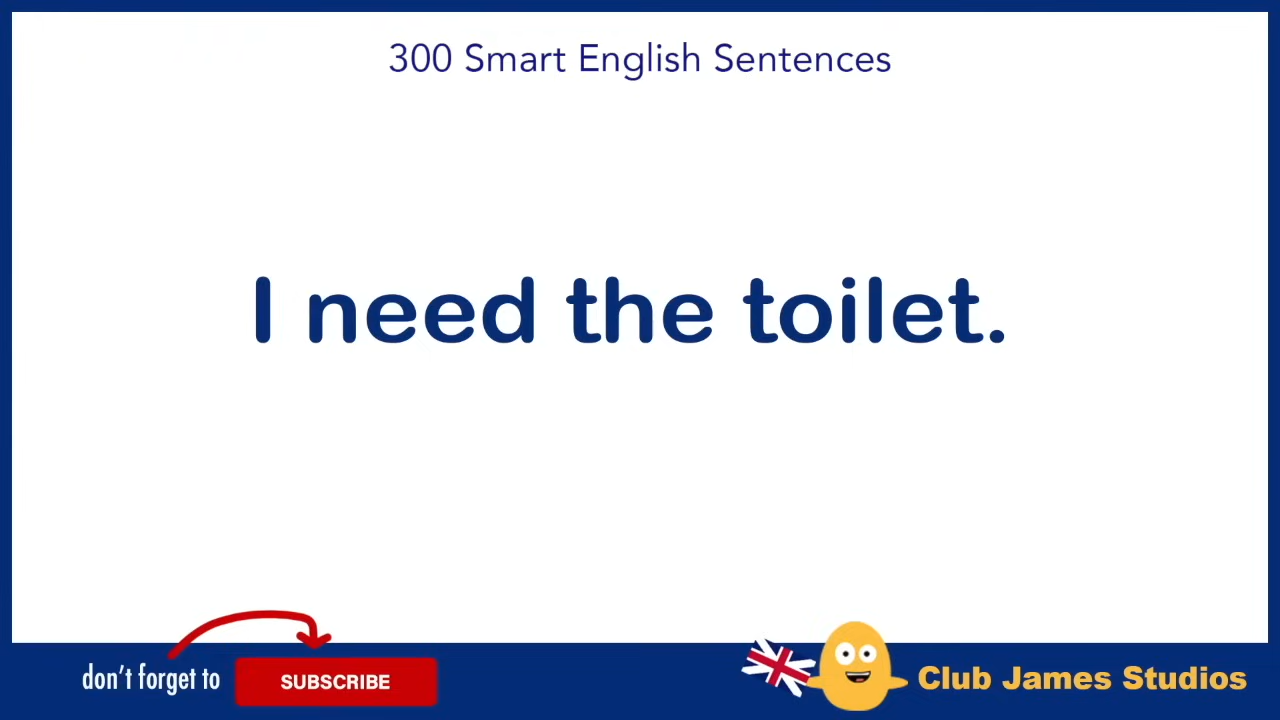 300 Smart English Sentences
I need the toilet.
don't forget to
SUBSCRIBE
Club James Studios